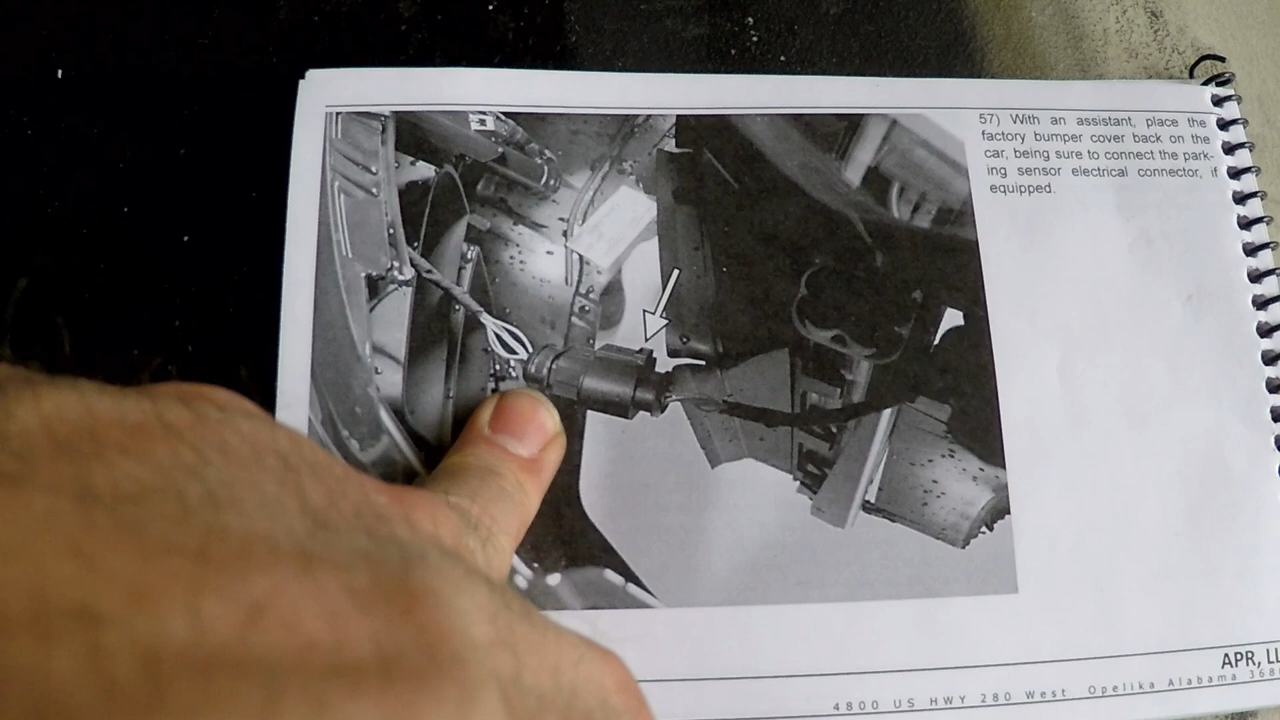 57) With an assistant, place the
factory bumper cover back on the
car, being sure to connect the park-
ing sensor electrical connector, if
equipped.
APR,
4800 US HWY 280 West Opelika Alabama